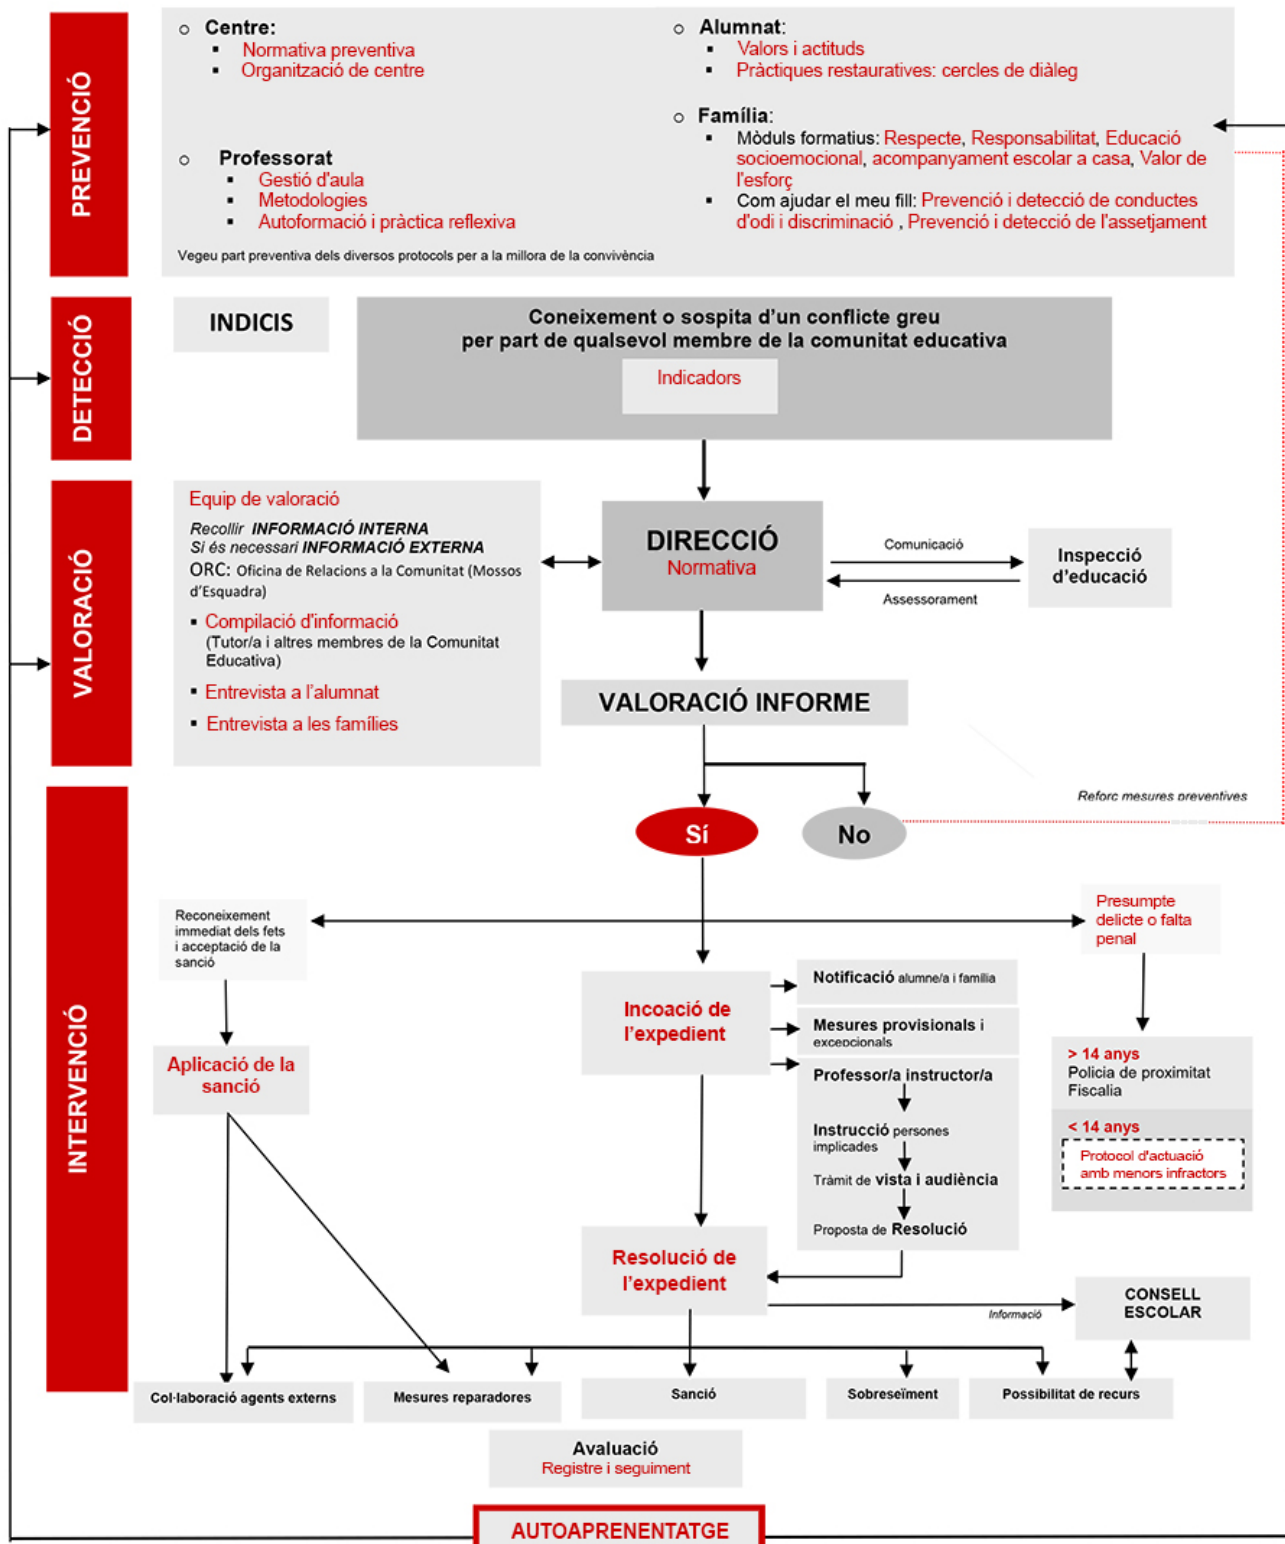 PREVENCIÓ
○ Centre:
▪ Normativa preventiva
▪ Organització de centre
○ Professorat
▪ Gestió d'aula
▪ Metodologies
▪ Autoformació i pràctica reflexiva
○ Alumnat:
▪ Valors i actituds
▪ Pràctiques restauratives: cercles de diàleg
○ Família:
▪ Mòduls formatius: Respecte, Responsabilitat, Educació
socioemocional, acompanyament escolar a casa, Valor de
l'esforç
▪ Com ajudar el meu fill: Prevenció i detecció de conductes
d'odi i discriminació , Prevenció i detecció de l'assetjament
Vegeu part preventiva dels diversos protocols per a la millora de la convivència
DETECCIÓ
INDICIS
Coneixement o sospita d'un conflicte greu
per part de qualsevol membre de la comunitat educativa
Indicadors
VALORACIÓ
Equip de valoració
Recollir INFORMACIÓ INTERNA
Si és necessari INFORMACIÓ EXTERNA
ORC: Oficina de Relacions a la Comunitat (Mossos
d'Esquadra)
▪ Compilació d'informació
(Tutor/a i altres membres de la Comunitat
Educativa)
▪ Entrevista a l'alumnat
▪ Entrevista a les famílies
DIRECCIÓ
Normativa
Comunicació
Assessorament
Inspecció
d'educació
VALORACIÓ INFORME
Reforç mesures preventives
Sí
No
INTERVENCIÓ
Reconeixement
immediat dels fets
i acceptació de la
sanció
Presumpte
delicte o falta
penal
Aplicació de la
sanció
Incoació de
l'expedient
Notificació alumne/a i família
Mesures provisionals i
excepcionals
Professor/a instructor/a
Instrucció persones
implicades
Tràmit de vista i audiència
Proposta de Resolució
> 14 anys
Policia de proximitat
Fiscalia
< 14 anys
Protocol d'actuació
amb menors infractors
Resolució de
l'expedient
Informació
CONSELL
ESCOLAR
Col·laboració agents externs
Mesures reparadores
Sanció
Sobreseïment
Possibilitat de recurs
Avaluació
Registre i seguiment
AUTOAPRENENTATGE